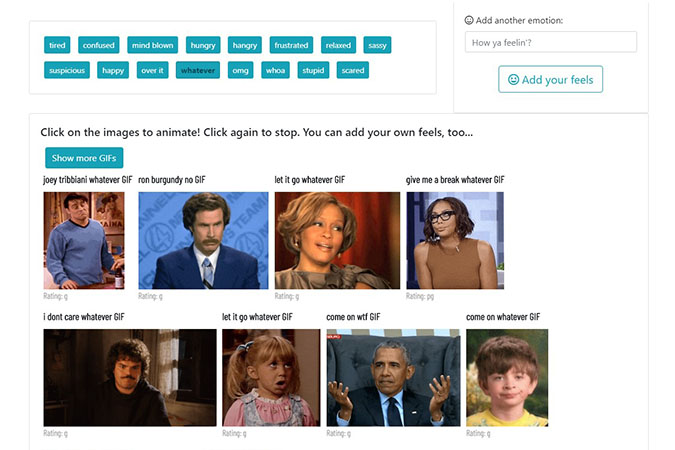 Add another emotion:
tired confused mind blown hungry hangry frustrated relaxed sassy
How ya feelin'?
suspicious happy over it whatever omg whoa stupid scared
Add your feels
Click on the images to animate! Click again to stop. You can add your own feels, too...
Show more GIFs
joey tribbiani whatever GIF ron burgundy no GIF let it go whatever GIF give me a break whatever GIF
Rating: g Rating: g Rating: g Rating: pg
i dont care whatever GIF let it go whatever GIF come on wtf GIF come on whatever GIF
Rating: g Rating: g Rating: g Rating: g